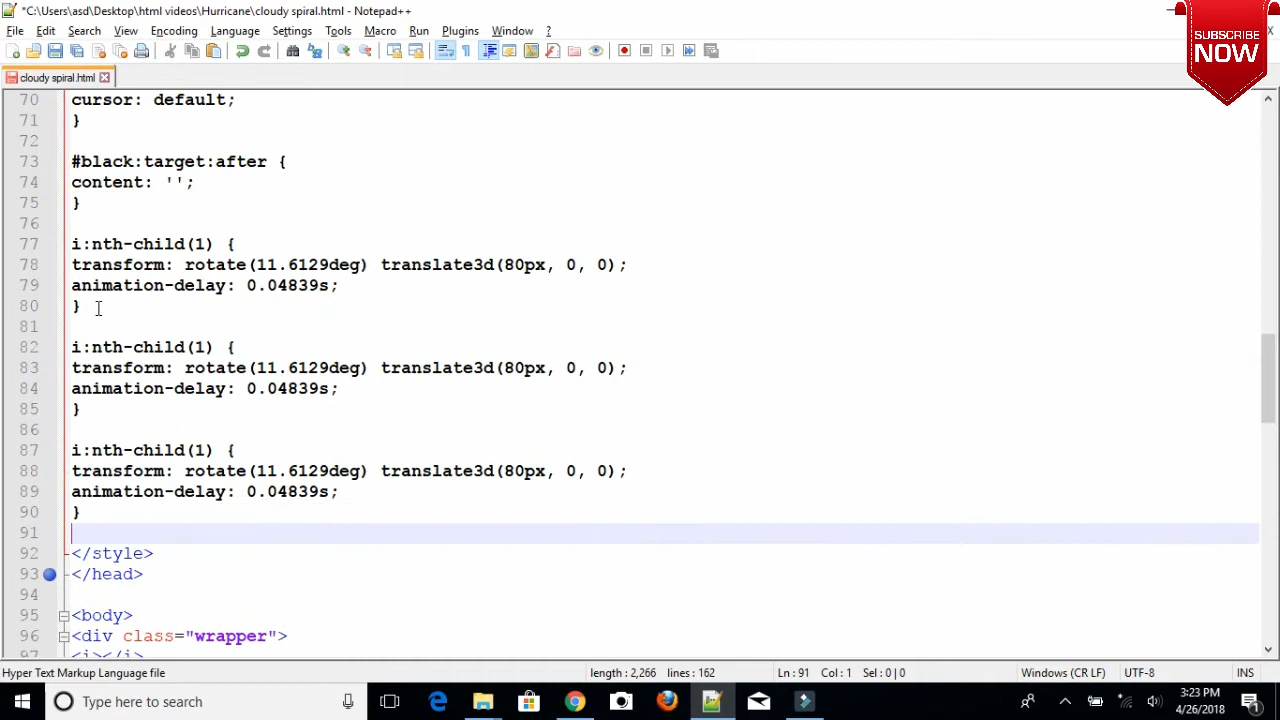 *C:\Users\asd\Desktop\html videos\Hurricane\cloudy spiral.html - Notepad++
SUBSCRIBE
NOW
File Edit Search View Encoding Language Settings Tools Macro Run Plugins Window ?
cloudy spiral.html
70 cursor: default;
71 }
72
73 #black:target:after {
74 content: '';
75 }
76
77 i:nth-child(1) {
78 transform: rotate(11.6129deg) translate3d(80px, 0, 0);
79 animation-delay: 0.04839s;
80 }
81
82 i:nth-child(1) {
83 transform: rotate(11.6129deg) translate3d(80px, 0, 0);
84 animation-delay: 0.04839s;
85 }
86
87 i:nth-child(1) {
88 transform: rotate(11.6129deg) translate3d(80px, 0, 0);
89 animation-delay: 0.04839s;
90 }
91
92 </style>
93 </head>
94
95 <body>
96 <div class="wrapper">
97 <i></i>
Hyper Text Markup Language file length : 2,266 lines : 162 Ln : 91 Col : 1 Sel : 0 | 0 Windows (CR LF) UTF-8 INS
Type here to search
3:23 PM
4/26/2018
1